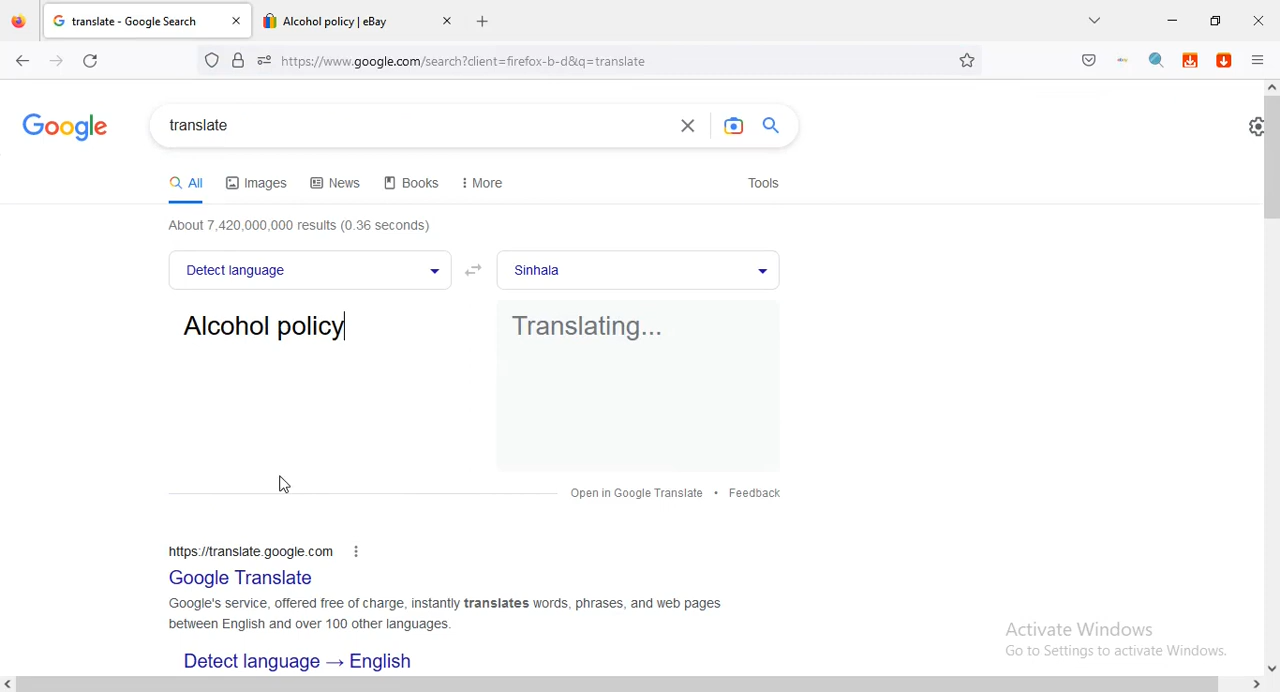 translate - Google Search
Alcohol policy | eBay
https://www.google.com/search?client=firefox-b-d&q=translate
Google
translate
All
Images
News
Books
More
Tools
About 7,420,000,000 results (0.36 seconds)
Detect language
Sinhala
Alcohol policy
Translating...
Open in Google Translate • Feedback
https://translate.google.com
Google Translate
Google's service, offered free of charge, instantly translates words, phrases, and web pages
between English and over 100 other languages.
Detect language → English
Activate Windows
Go to Settings to activate Windows.